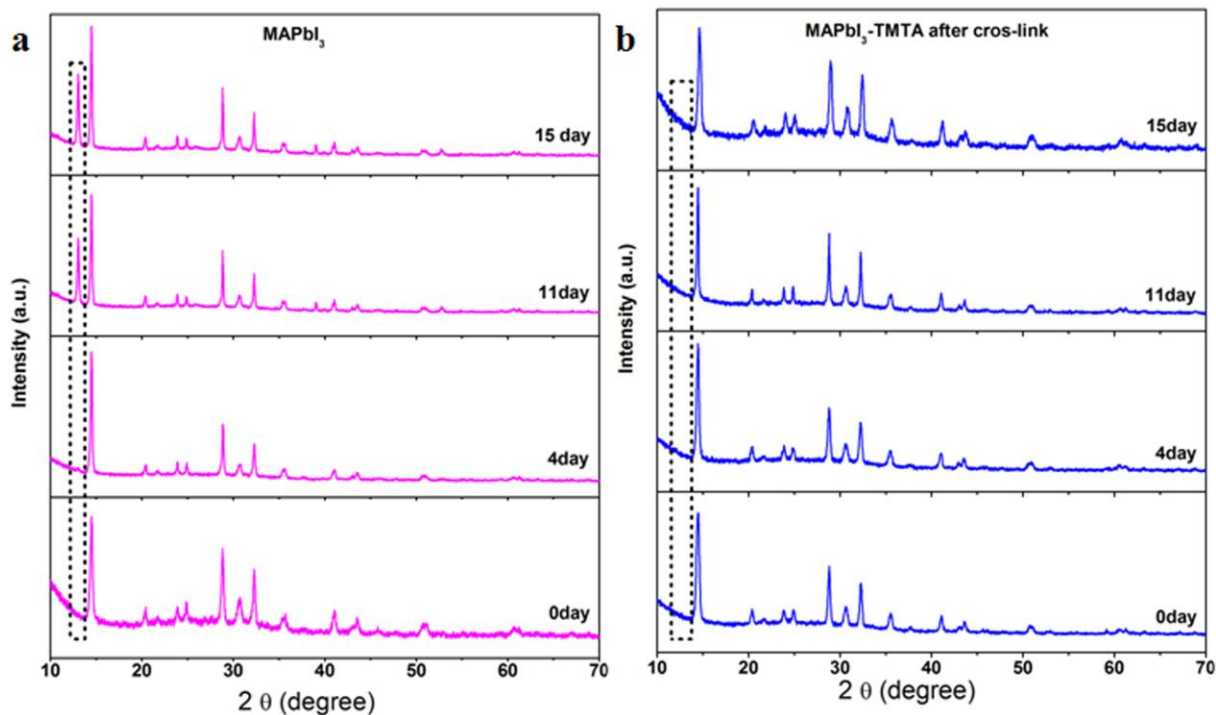 a
MAPbI₃
15 day
11day
4day
0day
Intensity (a.u.)
10 20 30 40 50 60 70
2 θ (degree)
b
MAPbI₃-TMTA after cros-link
15day
11day
4day
0day
Intensity (a.u.)
10 20 30 40 50 60 70
2 θ (degree)